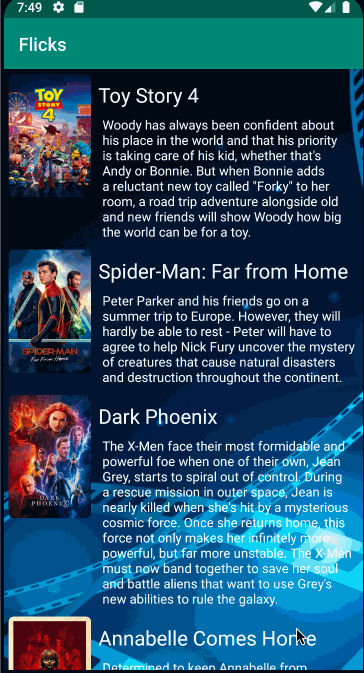 7:49
Flicks
TOY
STORY
4
Toy Story 4
Woody has always been confident about
his place in the world and that his priority
is taking care of his kid, whether that's
Andy or Bonnie. But when Bonnie adds
a reluctant new toy called "Forky" to her
room, a road trip adventure alongside old
and new friends will show Woody how big
the world can be for a toy.
SPIDER-MAN
Far From Home
Spider-Man: Far from Home
Peter Parker and his friends go on a
summer trip to Europe. However, they will
hardly be able to rest - Peter will have to
agree to help Nick Fury uncover the mystery
of creatures that cause natural disasters
and destruction throughout the continent.
DARK
PHOENIX
Dark Phoenix
The X-Men face their most formidable and
powerful foe when one of their own, Jean
Grey, starts to spiral out of control. During
a rescue mission in outer space, Jean is
nearly killed when she's hit by a mysterious
cosmic force. Once she returns home, this
force not only makes her infinitely more
powerful, but far more unstable. The X-Men
must now band together to save her soul
and battle aliens that want to use Grey's
new abilities to rule the galaxy.
Annabelle Comes Home
Determined to keep Annabelle from